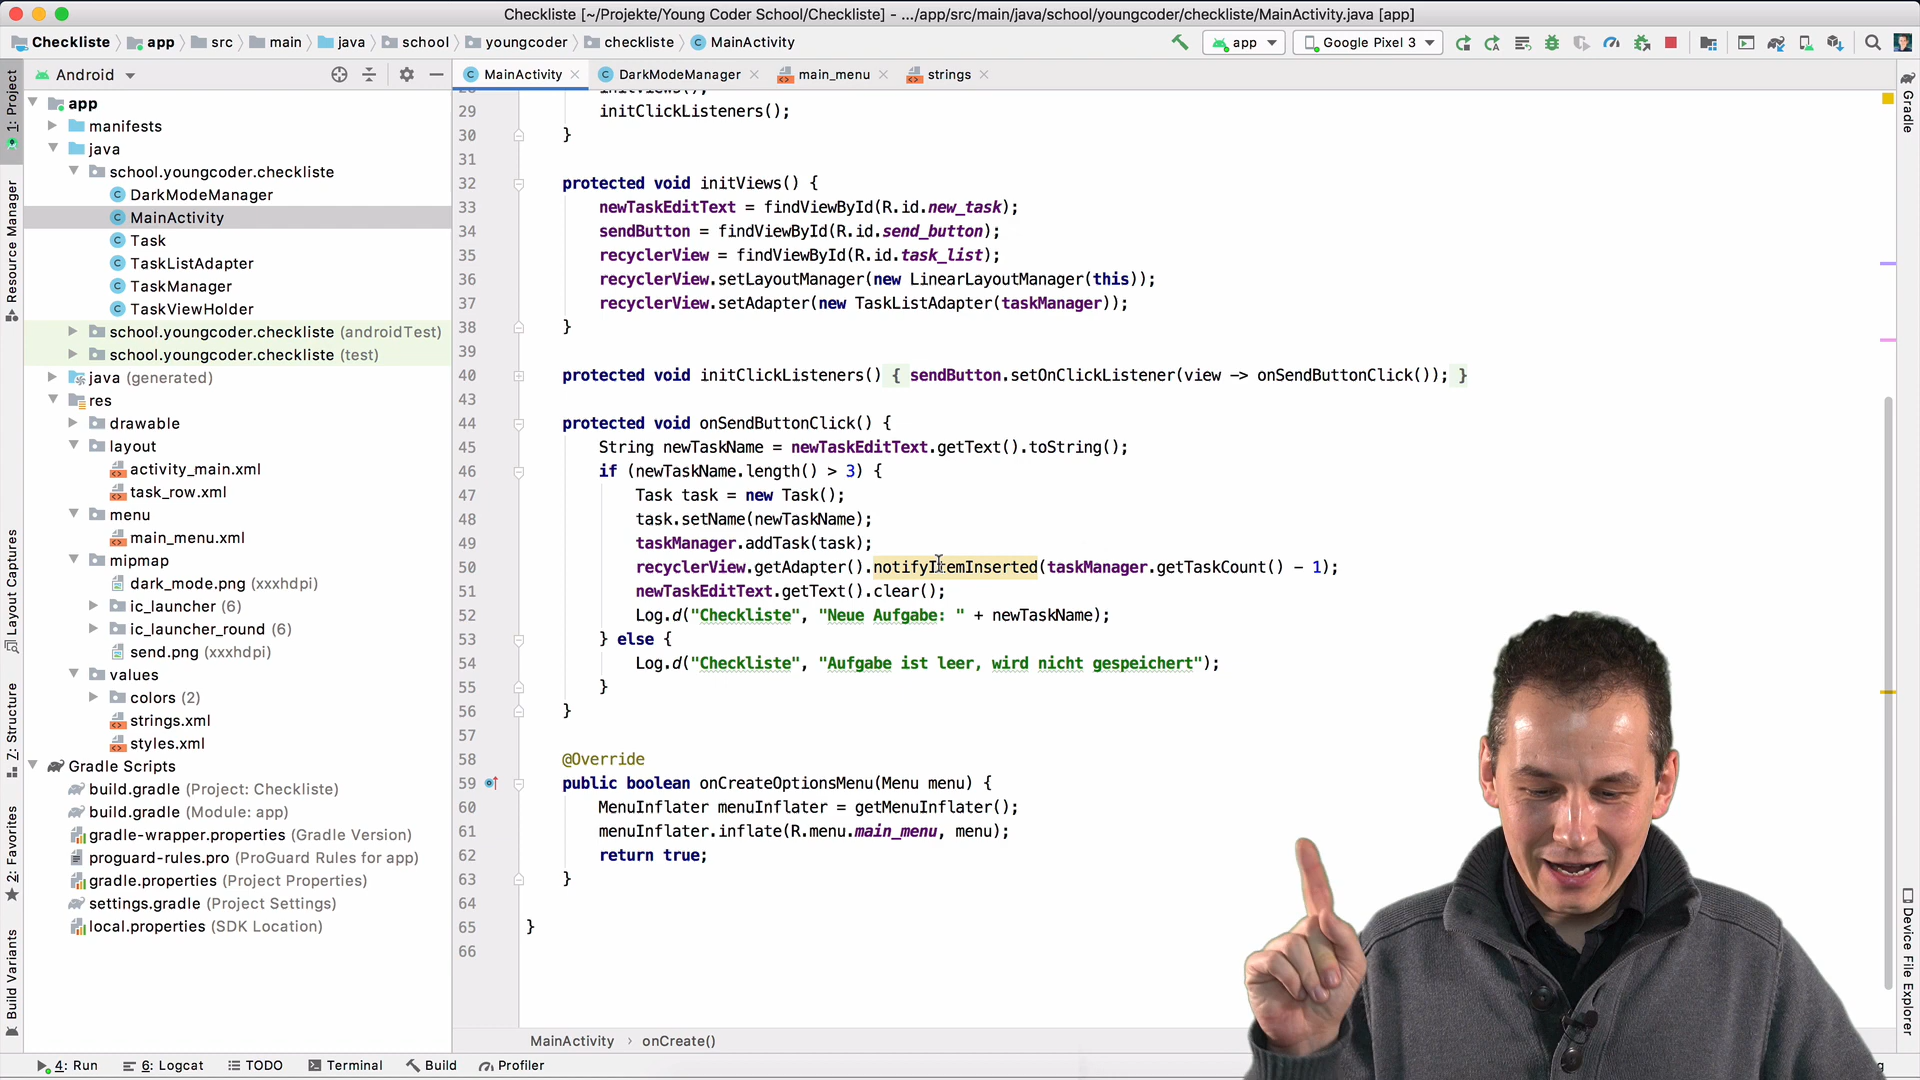 Checkliste [~/Projekte/Young Coder School/Checkliste] - .../app/src/main/java/school/youngcoder/checkliste/MainActivity.java [app]
Checkliste app src main java school youngcoder checkliste MainActivity app Google Pixel 3
Android
MainActivity DarkModeManager main_menu strings
1: Project
Resource Manager
Layout Captures
Z: Structure
2: Favorites
Build Variants
app
manifests
java
school.youngcoder.checkliste
DarkModeManager
MainActivity
Task
TaskListAdapter
TaskManager
TaskViewHolder
school.youngcoder.checkliste (androidTest)
school.youngcoder.checkliste (test)
java (generated)
res
drawable
layout
activity_main.xml
task_row.xml
menu
main_menu.xml
mipmap
dark_mode.png (xxxhdpi)
ic_launcher (6)
ic_launcher_round (6)
send.png (xxxhdpi)
values
colors (2)
strings.xml
styles.xml
Gradle Scripts
build.gradle (Project: Checkliste)
build.gradle (Module: app)
gradle-wrapper.properties (Gradle Version)
proguard-rules.pro (ProGuard Rules for app)
gradle.properties (Project Properties)
settings.gradle (Project Settings)
local.properties (SDK Location)
28 initViews();
29 initClickListeners();
30 }
31
32 protected void initViews() {
33 newTaskEditText = findViewById(R.id.new_task);
34 sendButton = findViewById(R.id.send_button);
35 recyclerView = findViewById(R.id.task_list);
36 recyclerView.setLayoutManager(new LinearLayoutManager(this));
37 recyclerView.setAdapter(new TaskListAdapter(taskManager));
38 }
39
40 protected void initClickListeners() { sendButton.setOnClickListener(view -> onSendButtonClick()); }
43
44 protected void onSendButtonClick() {
45 String newTaskName = newTaskEditText.getText().toString();
46 if (newTaskName.length() > 3) {
47 Task task = new Task();
48 task.setName(newTaskName);
49 taskManager.addTask(task);
50 recyclerView.getAdapter().notifyItemInserted(taskManager.getTaskCount() - 1);
51 newTaskEditText.getText().clear();
52 Log.d("Checkliste", "Neue Aufgabe: " + newTaskName);
53 } else {
54 Log.d("Checkliste", "Aufgabe ist leer, wird nicht gespeichert");
55 }
56 }
57
58 @Override
59 public boolean onCreateOptionsMenu(Menu menu) {
60 MenuInflater menuInflater = getMenuInflater();
61 menuInflater.inflate(R.menu.main_menu, menu);
62 return true;
63 }
64
65 }
66
MainActivity › onCreate()
Gradle
Device File Explorer
4: Run 6: Logcat TODO Terminal Build Profiler